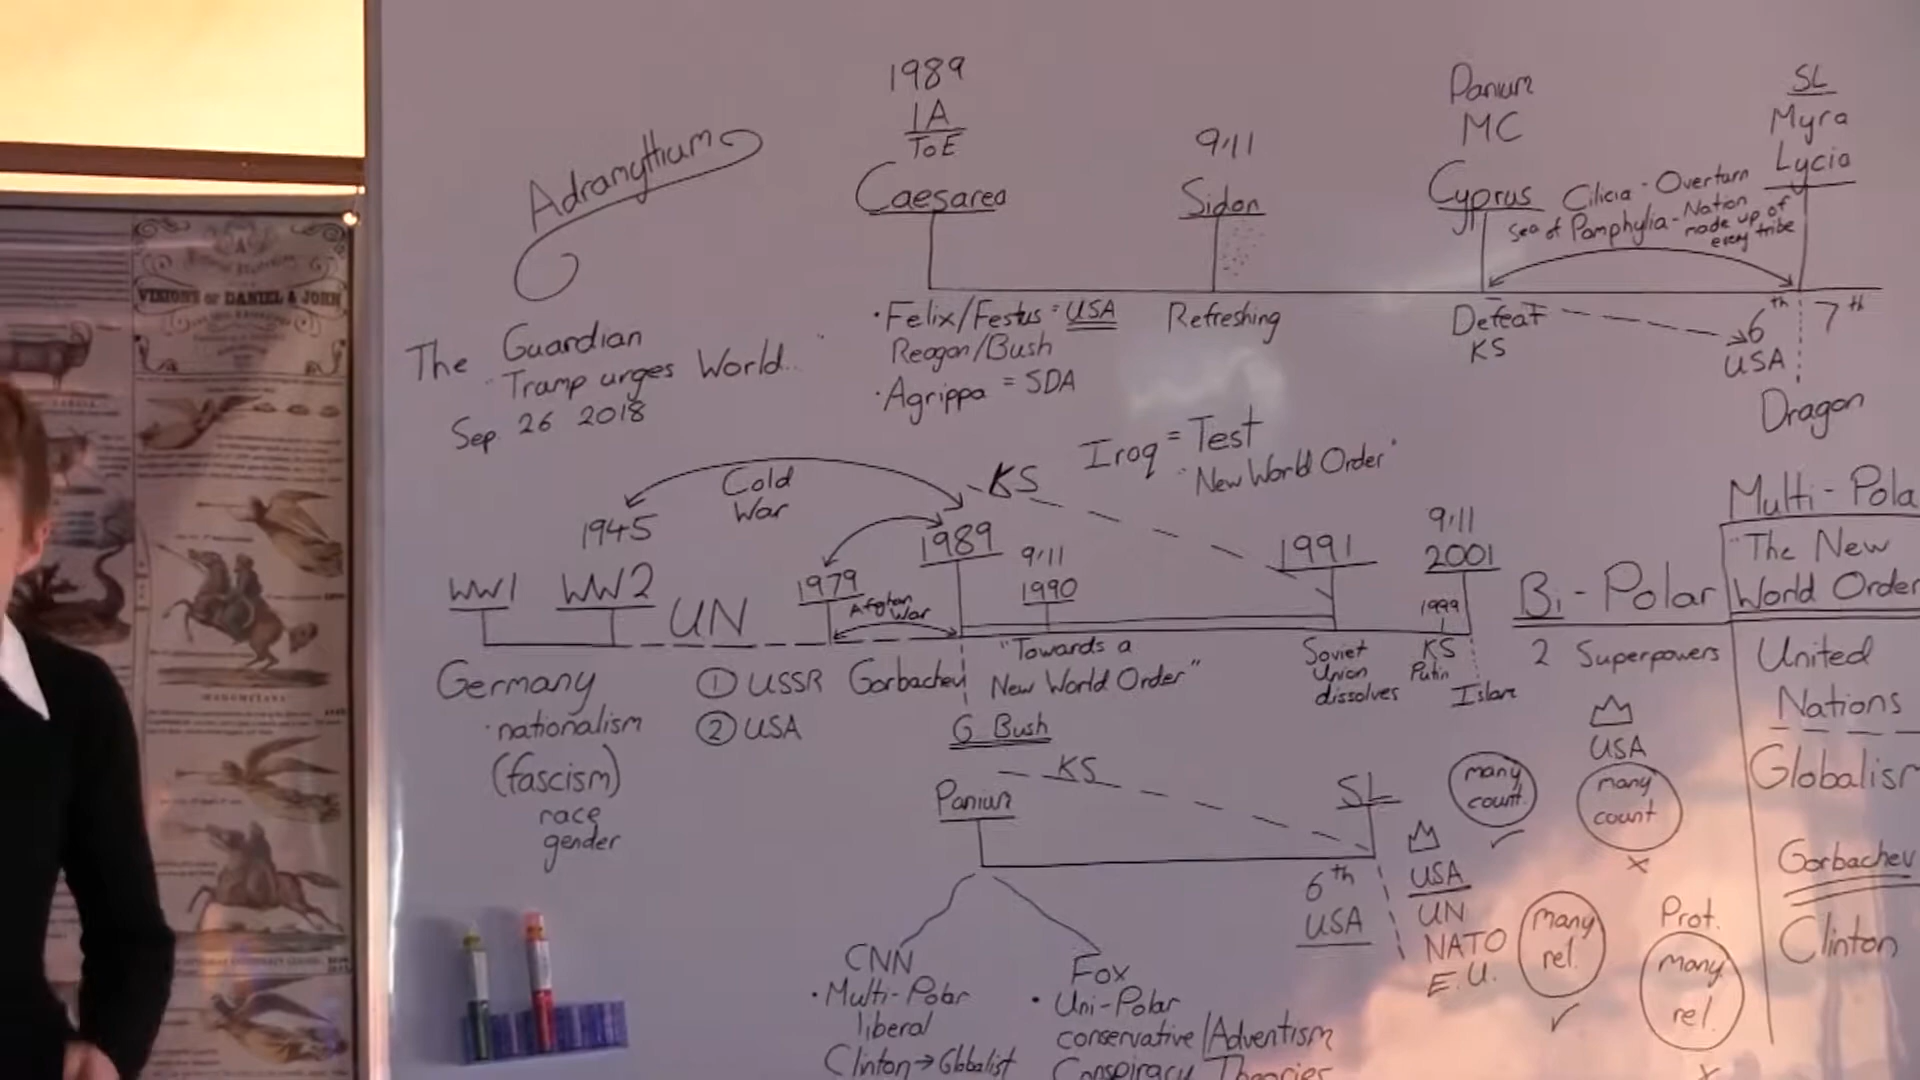 VISIONS OF DANIEL & JOHN
Adramyttium
The Guardian
"Tramp urges World..."
Sep 26 2018
1989
1A
ToE
Caesarea
9/11
Sidon
Panium
MC
Cyprus
Cilicia - Overturn
Sea of Pamphylia - Nation
made up of
every tribe
SL
Myra
Lycia
• Felix/Festus = USA
Reagan/Bush
• Agrippa = SDA
Refreshing
Defeat
KS
6th
USA
7th
Dragon
Iraq = Test
"New World Order"
Cold
War
KS
1945
WW1
WW2
UN
1979
Afghan
War
1989
9/11
1990
1991
9/11
2001
1999
KS
Putin
Islam
Germany
• nationalism
(fascism)
race
gender
① USSR
② USA
Gorbachev
"Towards a
New World Order"
G Bush
Soviet
Union
dissolves
Bi-Polar
2 Superpowers
Multi-Pola
"The New
World Order
United
Nations
Globalism
Gorbachev
Clinton
Panium
KS
SL
6th
USA
USA
UN
NATO
E.U.
many
count.
✓
USA
many
count
x
many
rel.
✓
Prot.
many
rel.
x
CNN
• Multi-Polar
liberal
Clinton → Globalist
Fox
• Uni-Polar
conservative/Adventism
Conspiracy Theories